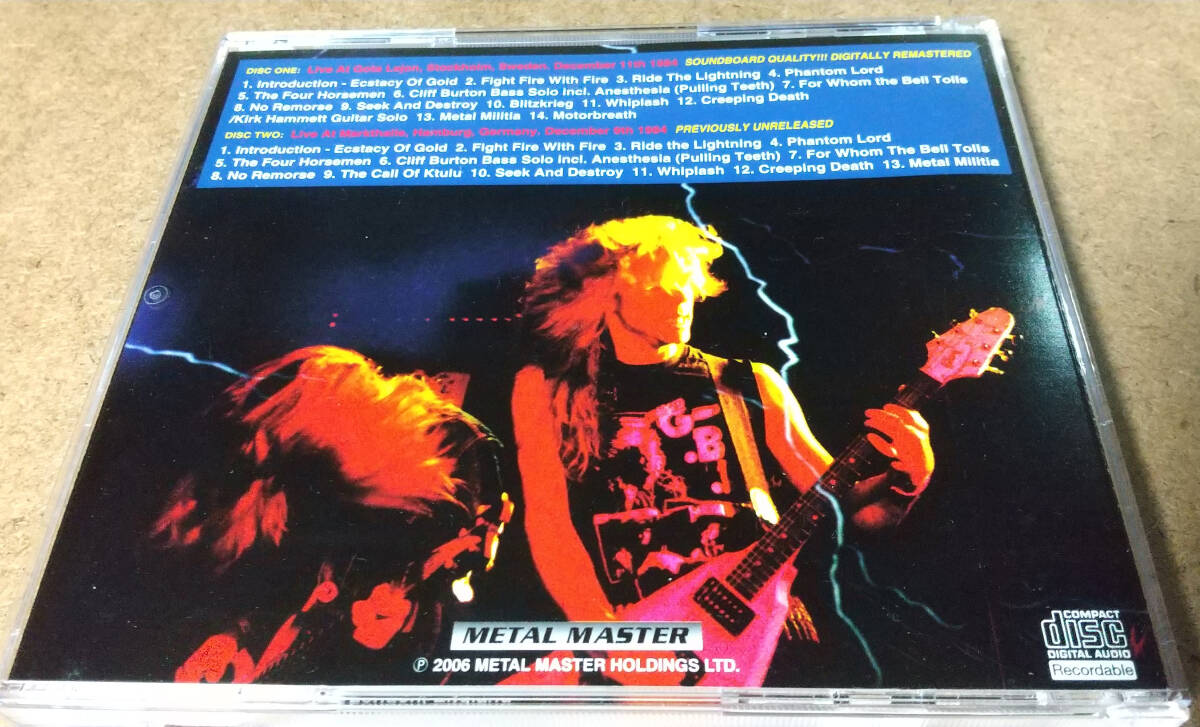 DISC ONE: Live At Gota Lejon, Stockholm, Sweden, December 11th 1984 SOUNDBOARD QUALITY!!! DIGITALLY REMASTERED
1. Introduction - Ecstacy Of Gold 2. Fight Fire With Fire 3. Ride The Lightning 4. Phantom Lord
5. The Four Horsemen 6. Cliff Burton Bass Solo Incl. Anesthesia (Pulling Teeth) 7. For Whom the Bell Tolls
8. No Remorse 9. Seek And Destroy 10. Blitzkrieg 11. Whiplash 12. Creeping Death
/Kirk Hammett Guitar Solo 13. Metal Militia 14. Motorbreath
DISC TWO: Live At Markthalle, Hamburg, Germany, December 6th 1984 PREVIOUSLY UNRELEASED
1. Introduction - Ecstasy Of Gold 2. Fight Fire With Fire 3. Ride the Lightning 4. Phantom Lord
5. The Four Horsemen 6. Cliff Burton Bass Solo Incl. Anesthesia (Pulling Teeth) 7. For Whom The Bell Tolls
8. No Remorse 9. The Call Of Ktulu 10. Seek And Destroy 11. Whiplash 12. Creeping Death 13. Metal Militia
G.B.
METAL MASTER
℗ 2006 METAL MASTER HOLDINGS LTD.
COMPACT
disc
DIGITAL AUDIO
Recordable